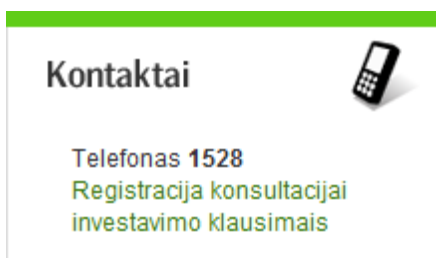 Kontaktai
Telefonas 1528
Registracija konsultacijai
investavimo klausimais